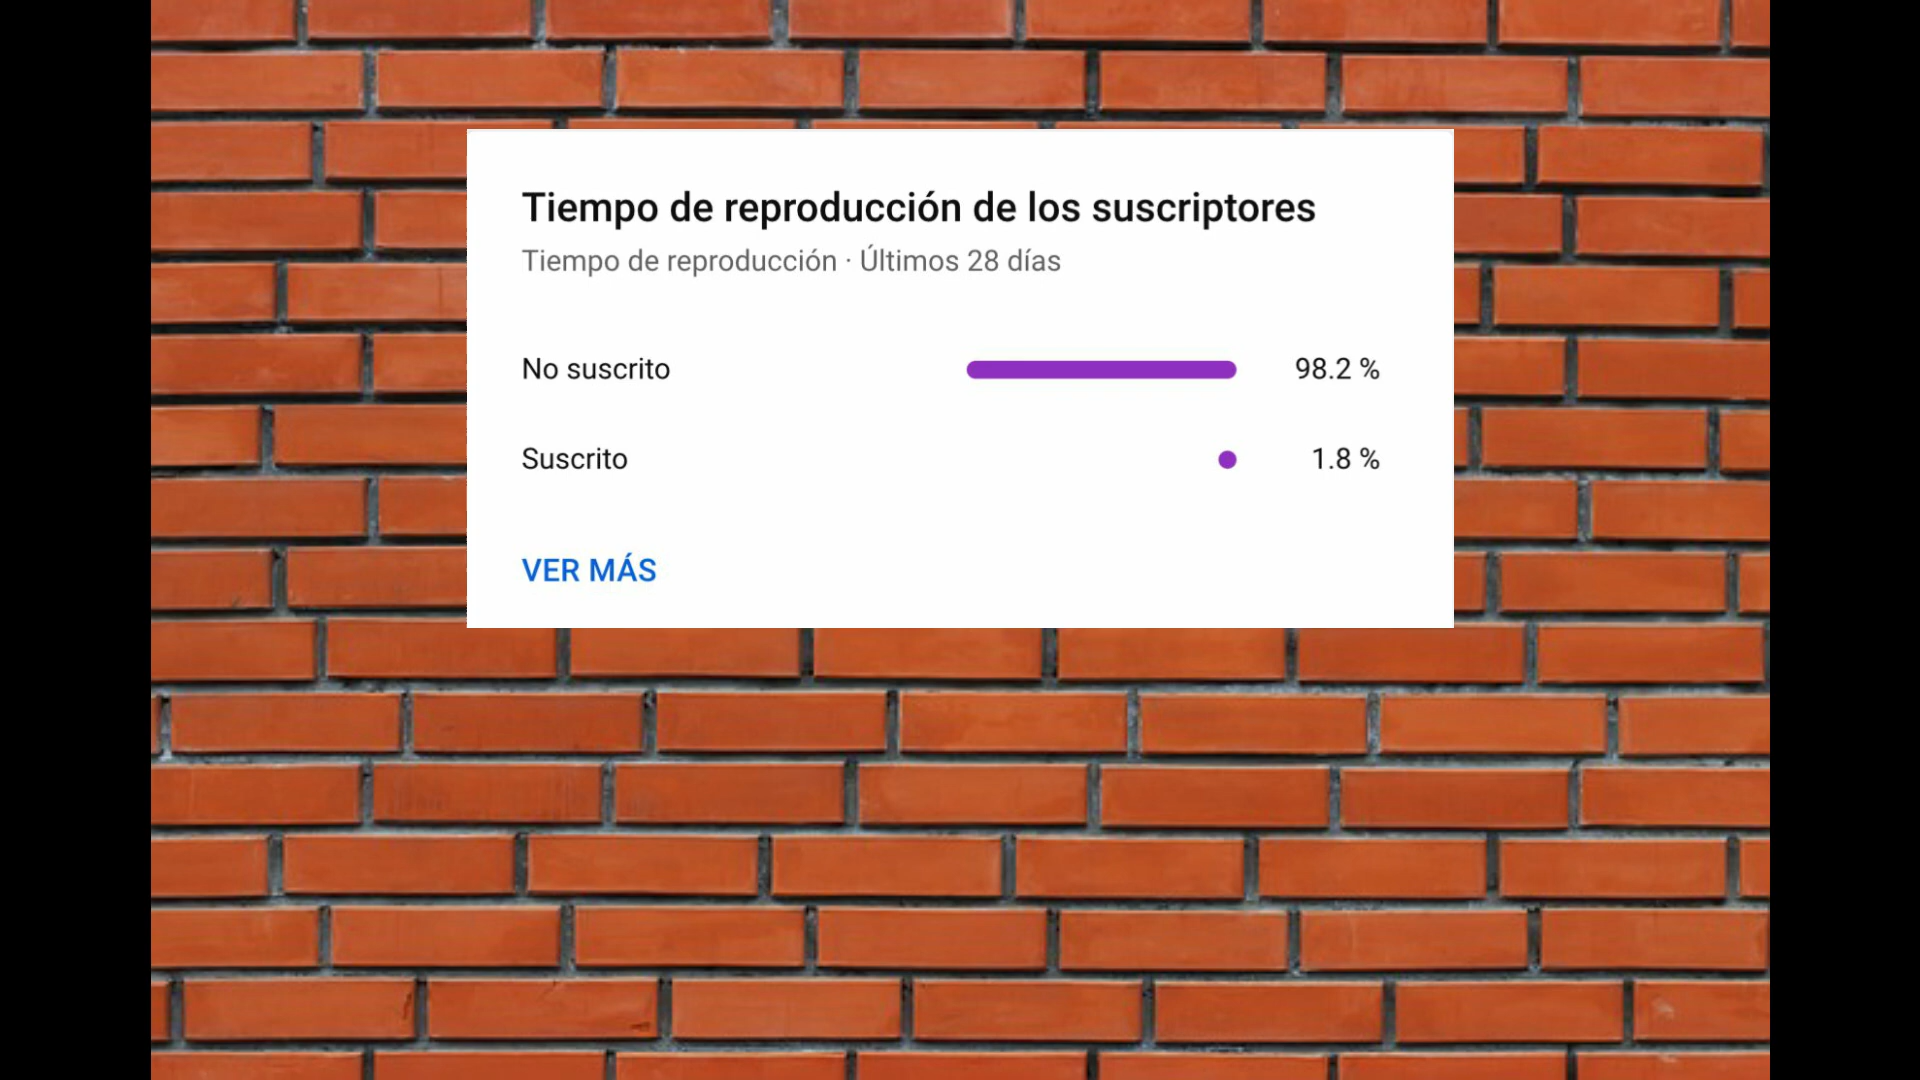 Tiempo de reproducción de los suscriptores
Tiempo de reproducción · Últimos 28 días
No suscrito 98.2 %
Suscrito 1.8 %
VER MÁS